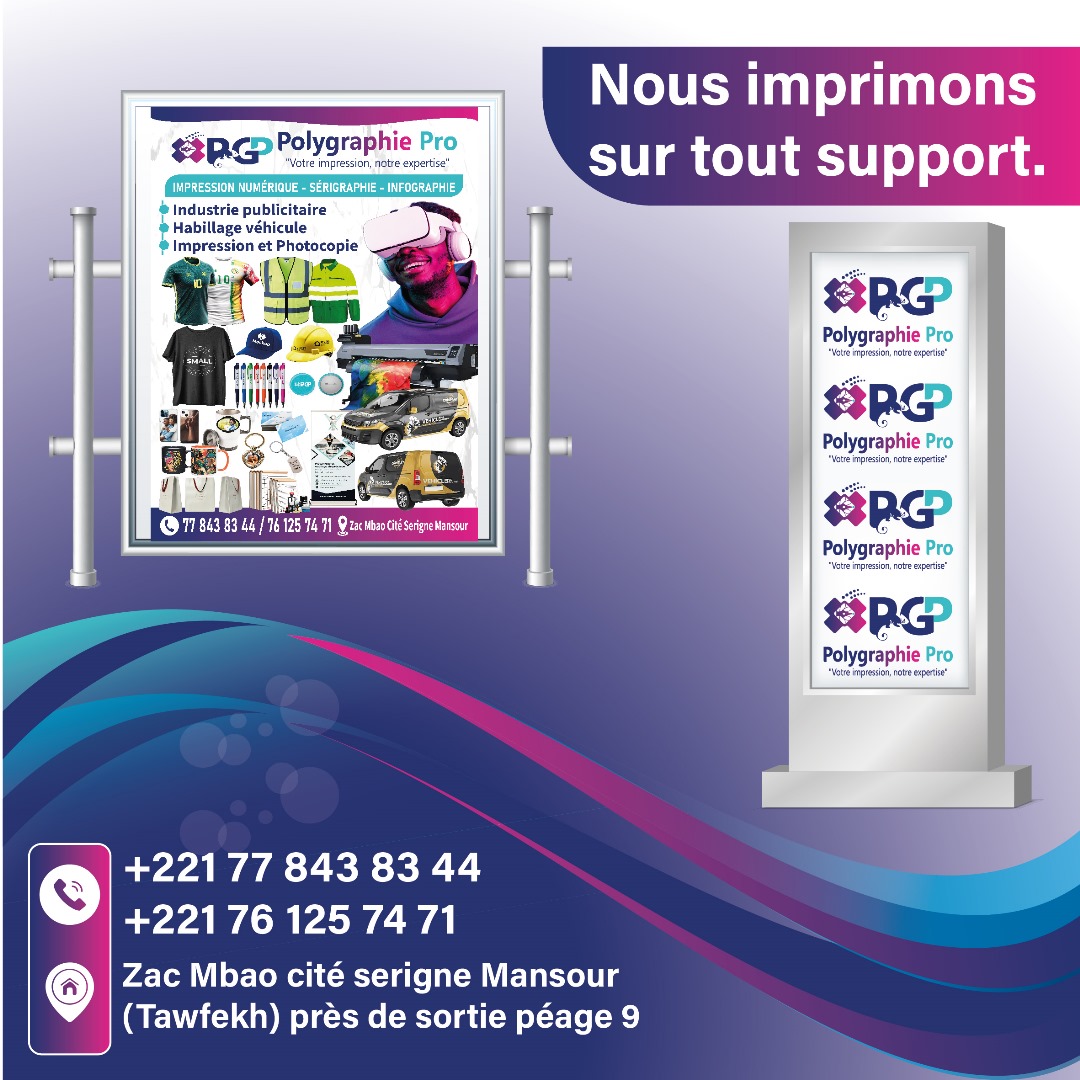 Nous imprimons
sur tout support.
PGP Polygraphie Pro
"Votre impression, notre expertise"
IMPRESSION NUMÉRIQUE - SÉRIGRAPHIE - INFOGRAPHIE
Industrie publicitaire
Habillage véhicule
Impression et Photocopie
10
10
SMALL
77 843 83 44 / 76 125 74 71 Zac Mbao Cité Serigne Mansour
PGP
Polygraphie Pro
"Votre impression, notre expertise"
PGP
Polygraphie Pro
"Votre impression, notre expertise"
PGP
Polygraphie Pro
"Votre impression, notre expertise"
PGP
Polygraphie Pro
"Votre impression, notre expertise"
+221 77 843 83 44
+221 76 125 74 71
Zac Mbao cité serigne Mansour
(Tawfekh) près de sortie péage 9